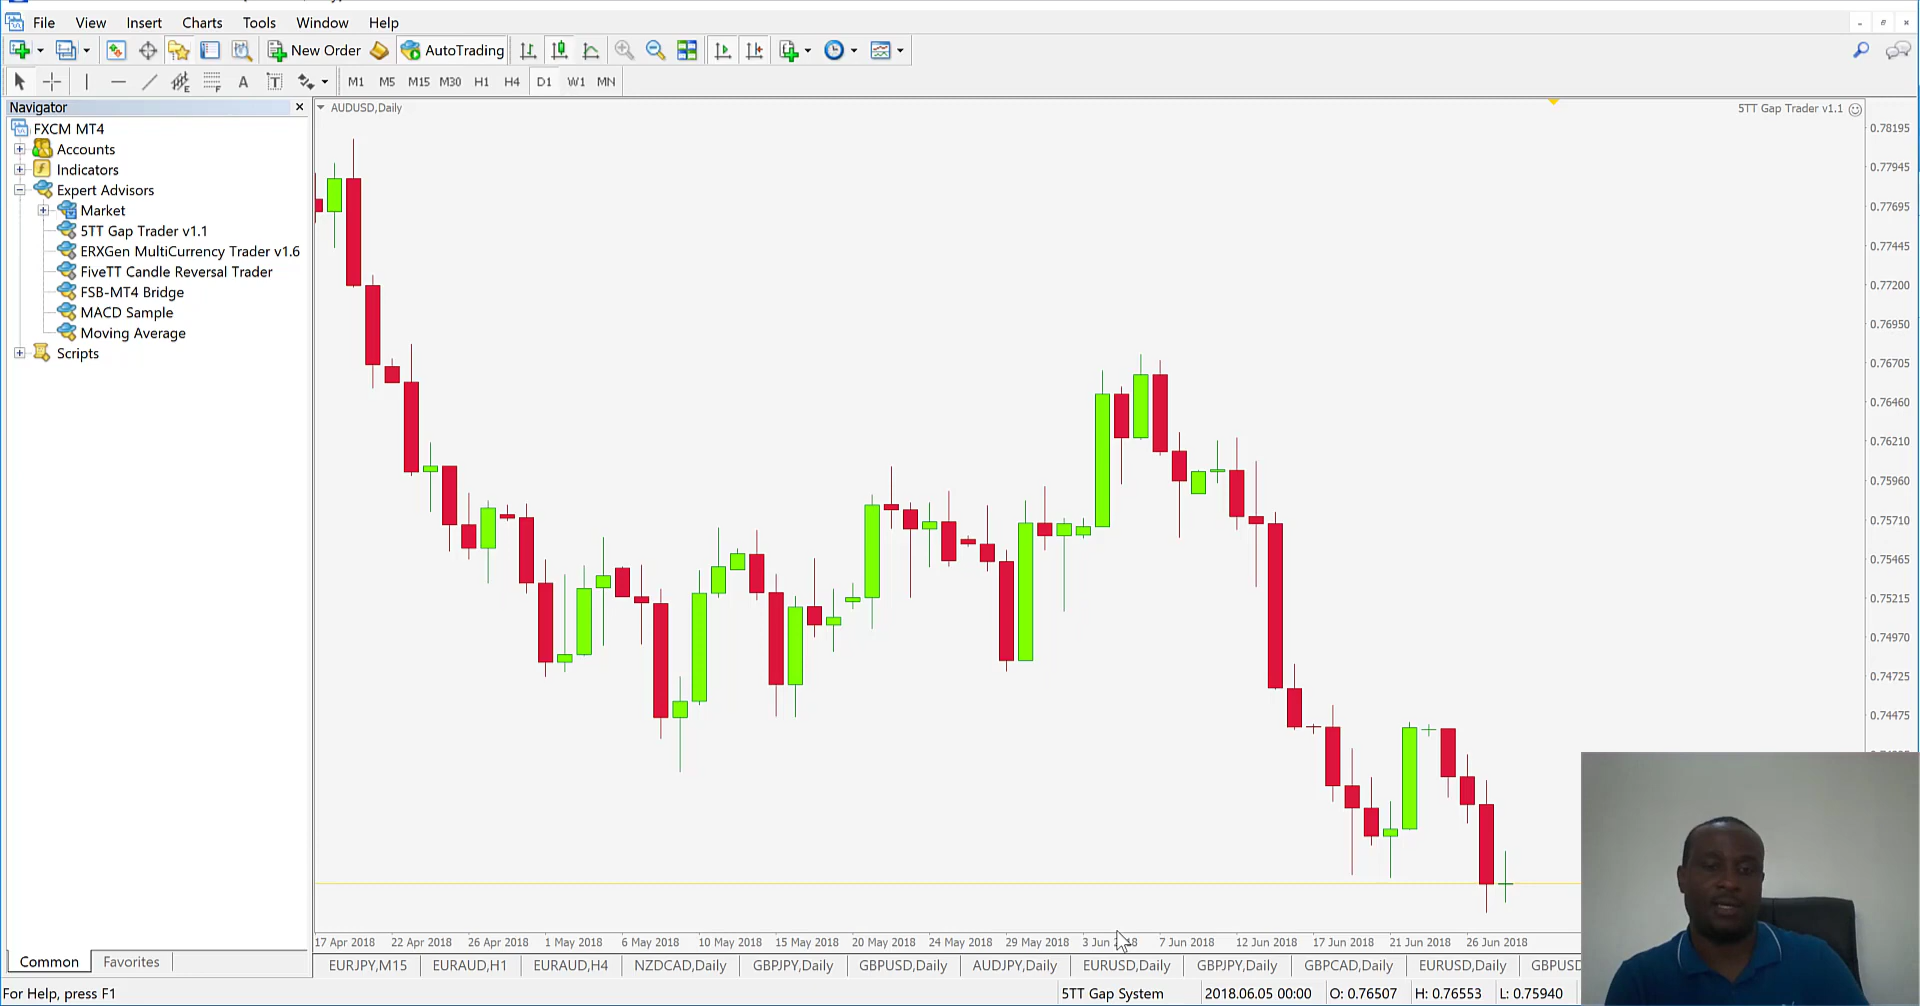 File View Insert Charts Tools Window Help
New Order AutoTrading
A T M1 M5 M15 M30 H1 H4 D1 W1 MN
Navigator
FXCM MT4
Accounts
Indicators
Expert Advisors
Market
5TT Gap Trader v1.1
ERXGen MultiCurrency Trader v1.6
FiveTT Candle Reversal Trader
FSB-MT4 Bridge
MACD Sample
Moving Average
Scripts
Common Favorites
AUDUSD,Daily
5TT Gap Trader v1.1
0.78195
0.77945
0.77695
0.77445
0.77200
0.76950
0.76705
0.76460
0.76210
0.75960
0.75710
0.75465
0.75215
0.74970
0.74725
0.74475
17 Apr 2018 22 Apr 2018 26 Apr 2018 1 May 2018 6 May 2018 10 May 2018 15 May 2018 20 May 2018 24 May 2018 29 May 2018 3 Jun 2018 7 Jun 2018 12 Jun 2018 17 Jun 2018 21 Jun 2018 26 Jun 2018
EURJPY,M15 EURAUD,H1 EURAUD,H4 NZDCAD,Daily GBPJPY,Daily GBPUSD,Daily AUDJPY,Daily EURUSD,Daily GBPJPY,Daily GBPCAD,Daily EURUSD,Daily GBPUSD
For Help, press F1 5TT Gap System 2018.06.05 00:00 O: 0.76507 H: 0.76553 L: 0.75940